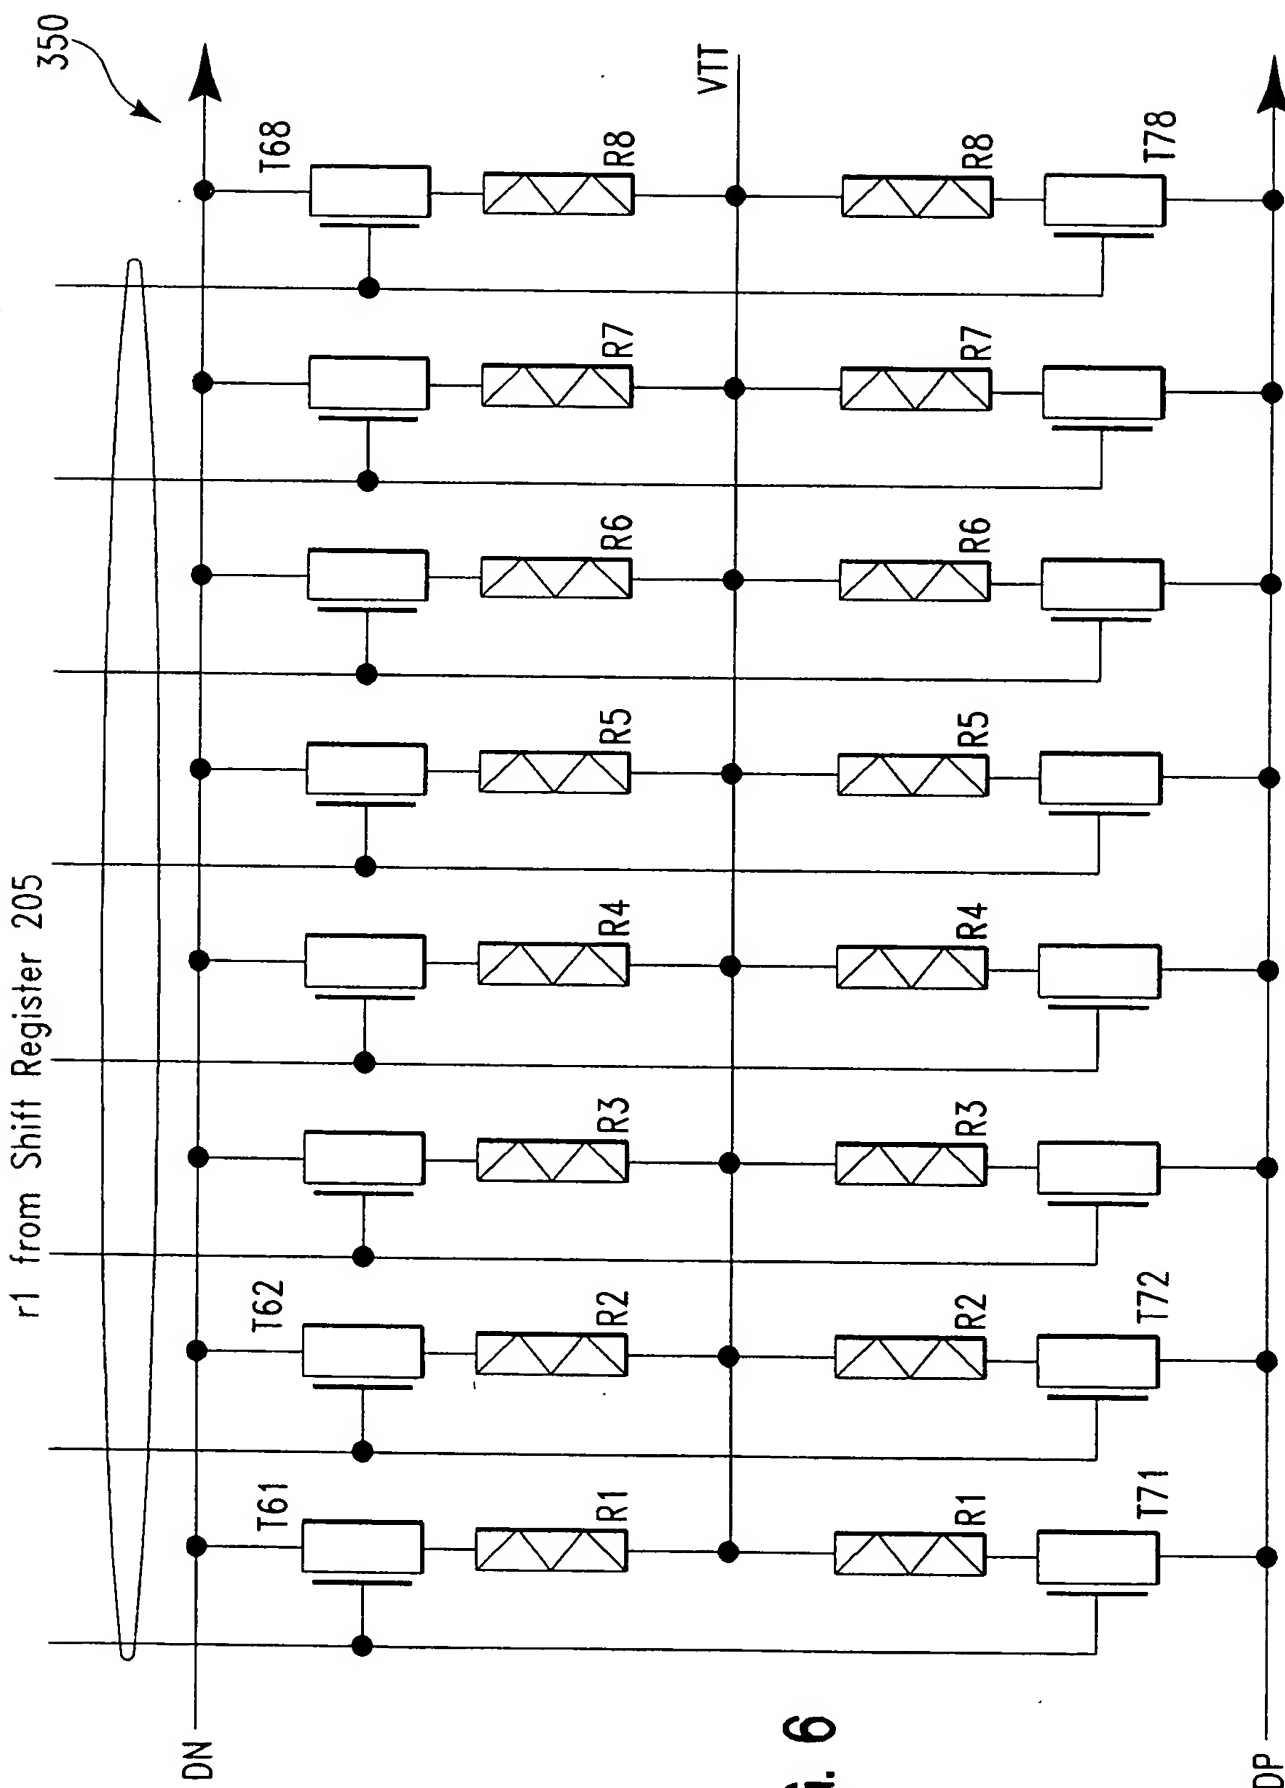 350
r1 from Shift Register 205
DN
T61
T62
T68
R1
R2
R3
R4
R5
R6
R7
R8
VTT
R1
R2
R3
R4
R5
R6
R7
R8
T71
T72
T78
DP
6